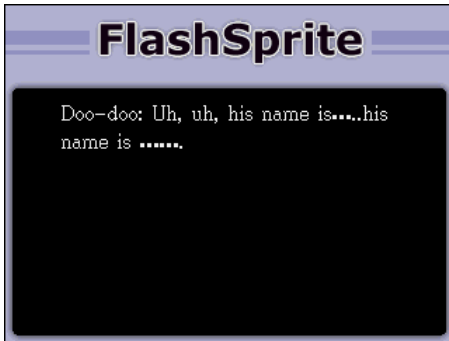 FlashSprite
Doo-doo: Uh, uh, his name is.....his
name is ......